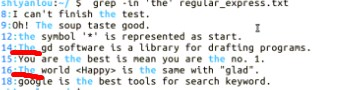 shiyanlou:~/ $ grep -in 'the' regular_express.txt
8:I can't finish the test.
9:Oh! The soup taste good.
12:the symbol '*' is represented as start.
14:The gd software is a library for drafting programs.
15:You are the best is mean you are the no. 1.
16:The world <Happy> is the same with "glad".
18:google is the best tools for search keyword.